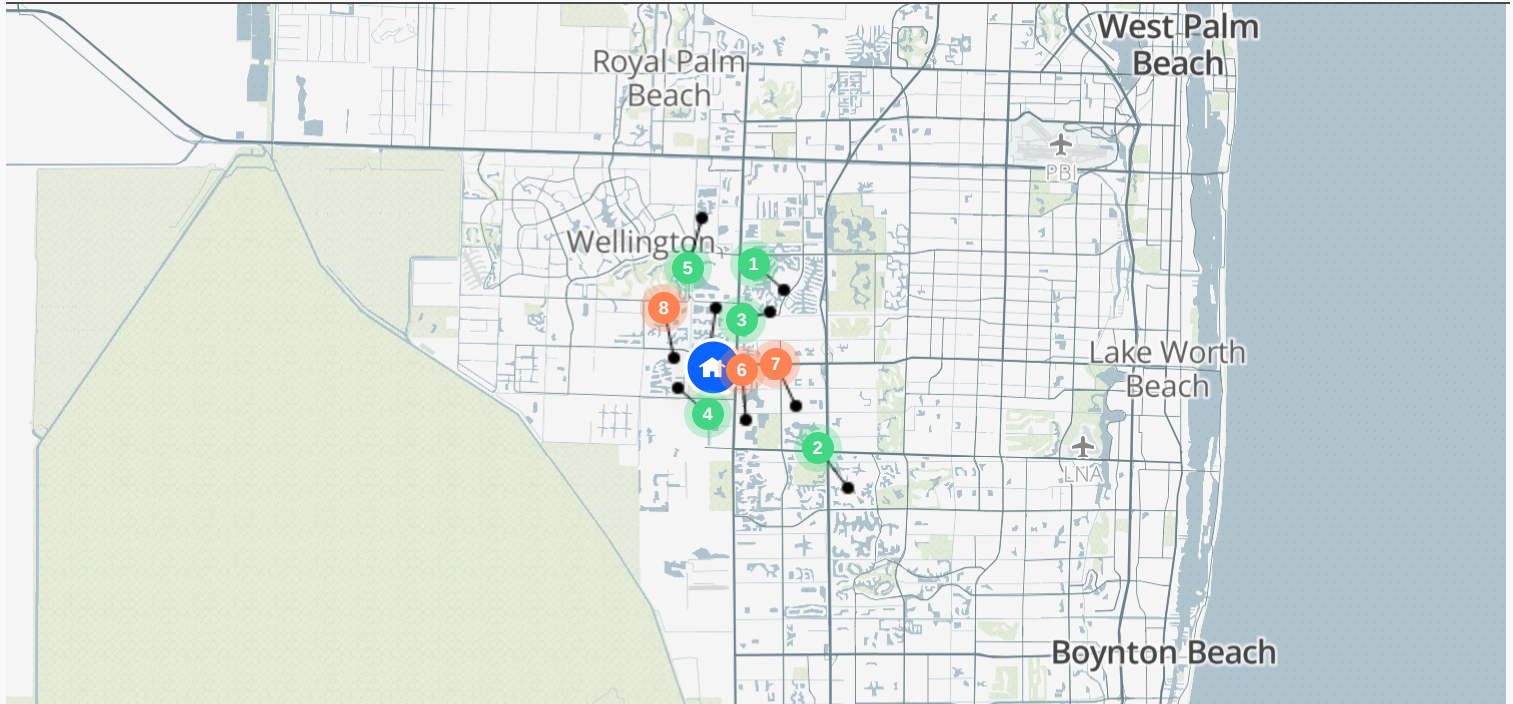 West Palm
Beach
Royal Palm
Beach
PBI
Wellington
5
1
8
3
6
7
Lake Worth
Beach
4
2
LNA
Boynton Beach